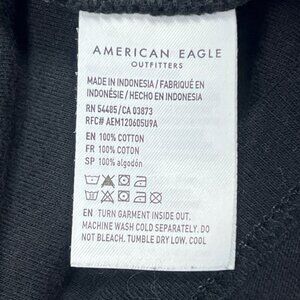 AMERICAN EAGLE
OUTFITTERS
MADE IN INDONESIA / FABRIQUÉ EN
INDONÉSIE / HECHO EN INDONESIA
RN 54485/CA 03873
RFC# AEM120605U9A
EN 100% COTTON
FR 100% COTON
SP 100% algodón
EN TURN GARMENT INSIDE OUT.
MACHINE WASH COLD SEPARATELY. DO
NOT BLEACH. TUMBLE DRY LOW. COOL